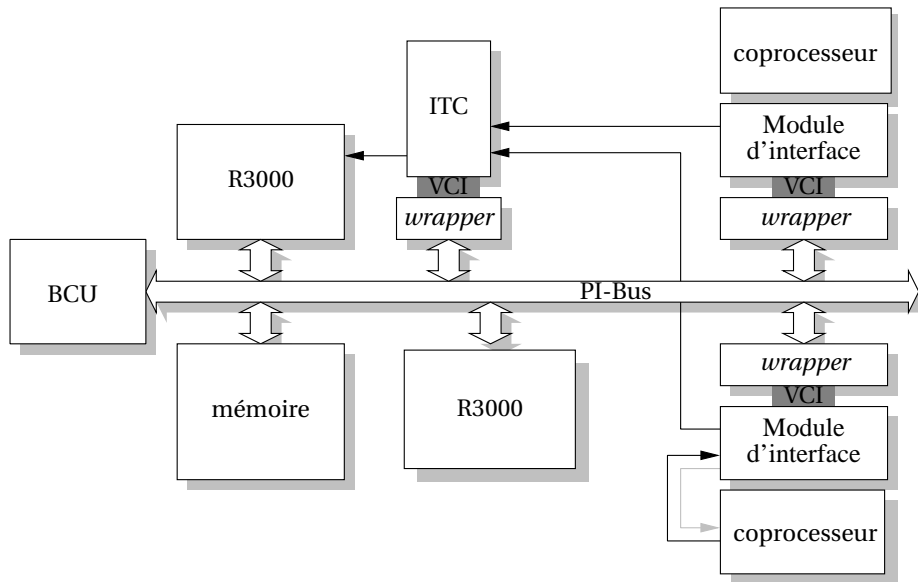 coprocesseur
ITC
Module
d’interface
R3000
VCI
VCI
wrapper
wrapper
BCU
PI-Bus
wrapper
VCI
mémoire
R3000
Module
d’interface
coprocesseur